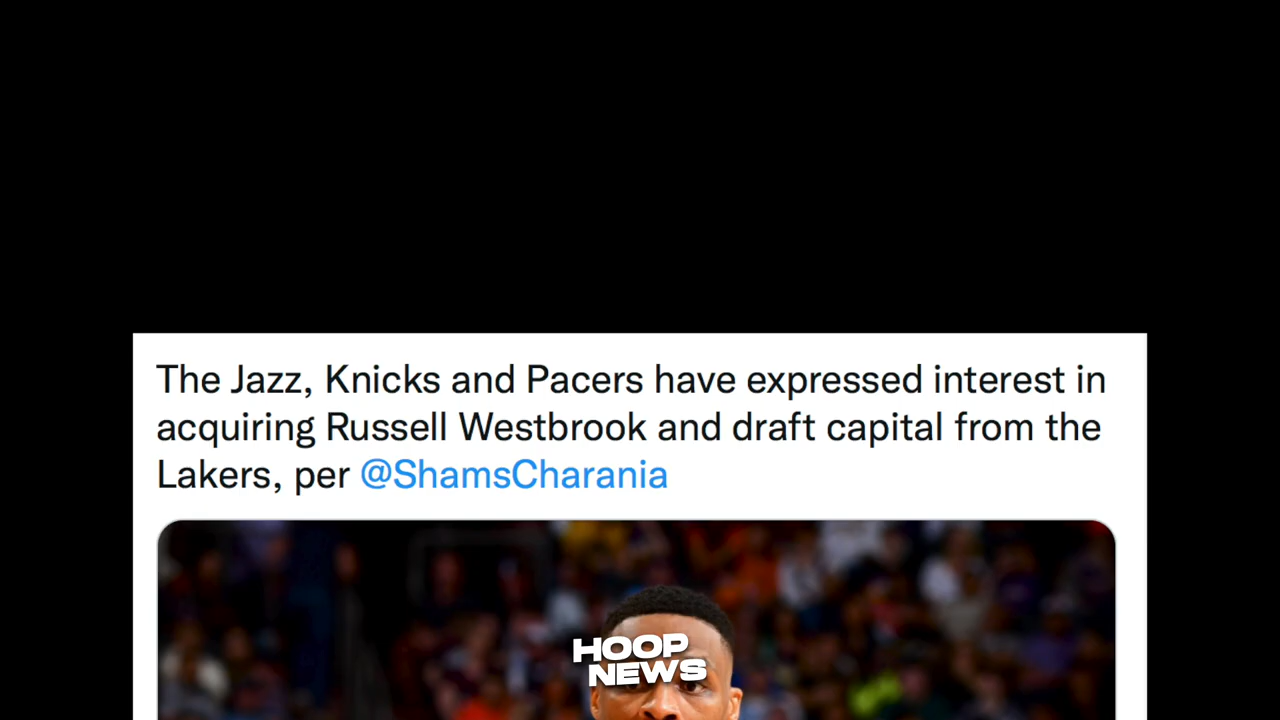 The Jazz, Knicks and Pacers have expressed interest in
acquiring Russell Westbrook and draft capital from the
Lakers, per @ShamsCharania
HOOP
NEWS